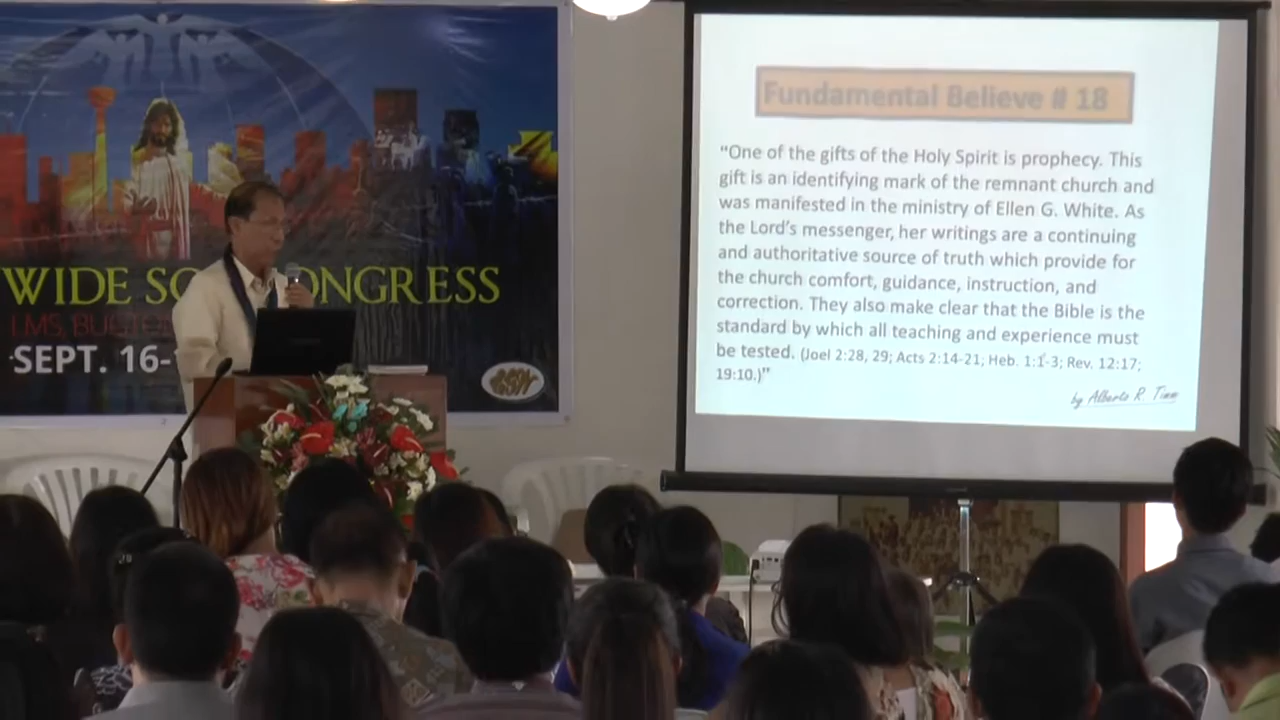 WIDE SO ONGRESS
SEPT. 16-
Fundamental Believe # 18
“One of the gifts of the Holy Spirit is prophecy. This
gift is an identifying mark of the remnant church and
was manifested in the ministry of Ellen G. White. As
the Lord's messenger, her writings are a continuing
and authoritative source of truth which provide for
the church comfort, guidance, instruction, and
correction. They also make clear that the Bible is the
standard by which all teaching and experience must
be tested. (Joel 2:28, 29; Acts 2:14-21; Heb. 1:1-3; Rev. 12:17;
19:10.)”
by Alberto R. Timm